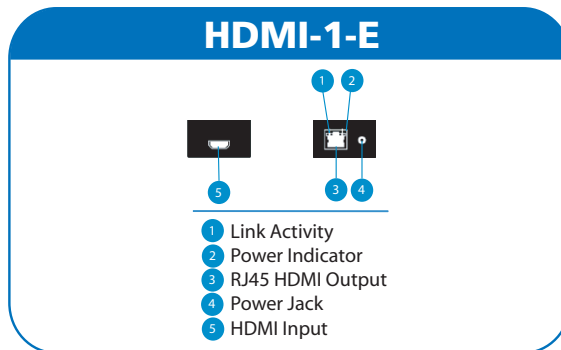 HDMI-1-E
1 2
5 3 4
1 Link Activity
2 Power Indicator
3 RJ45 HDMI Output
4 Power Jack
5 HDMI Input